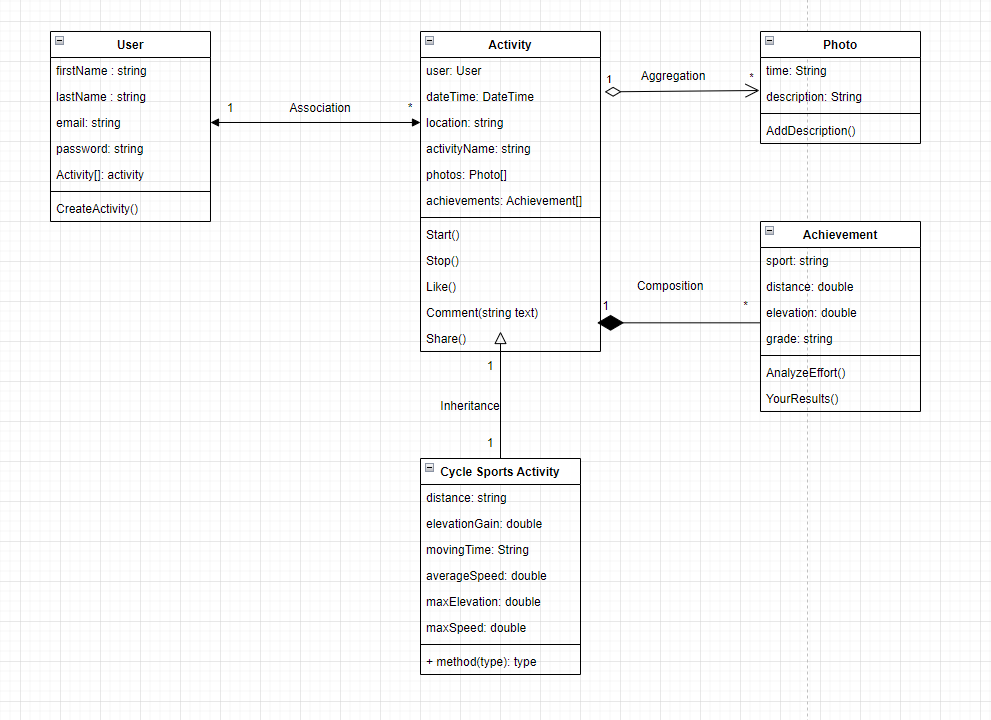 User
firstName : string
lastName : string
email: string
password: string
Activity[]: activity
CreateActivity()
1
Association
*
Activity
user: User
dateTime: DateTime
location: string
activityName: string
photos: Photo[]
achievements: Achievement[]
Start()
Stop()
Like()
Comment(string text)
Share()
1
Aggregation
*
Photo
time: String
description: String
AddDescription()
1
Composition
*
Achievement
sport: string
distance: double
elevation: double
grade: string
AnalyzeEffort()
YourResults()
1
Inheritance
1
Cycle Sports Activity
distance: string
elevationGain: double
movingTime: String
averageSpeed: double
maxElevation: double
maxSpeed: double
+ method(type): type